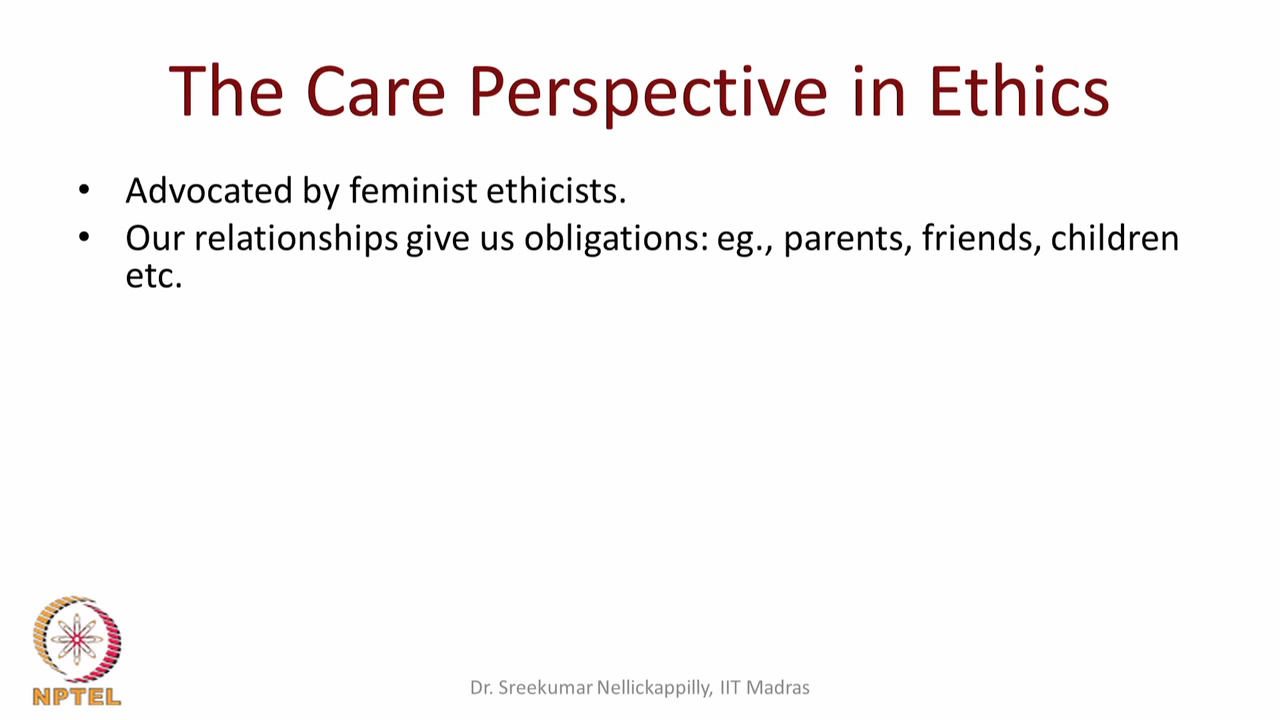 The Care Perspective in Ethics
• Advocated by feminist ethicists.
• Our relationships give us obligations: eg., parents, friends, children
etc.
NPTEL
Dr. Sreekumar Nellickappilly, IIT Madras